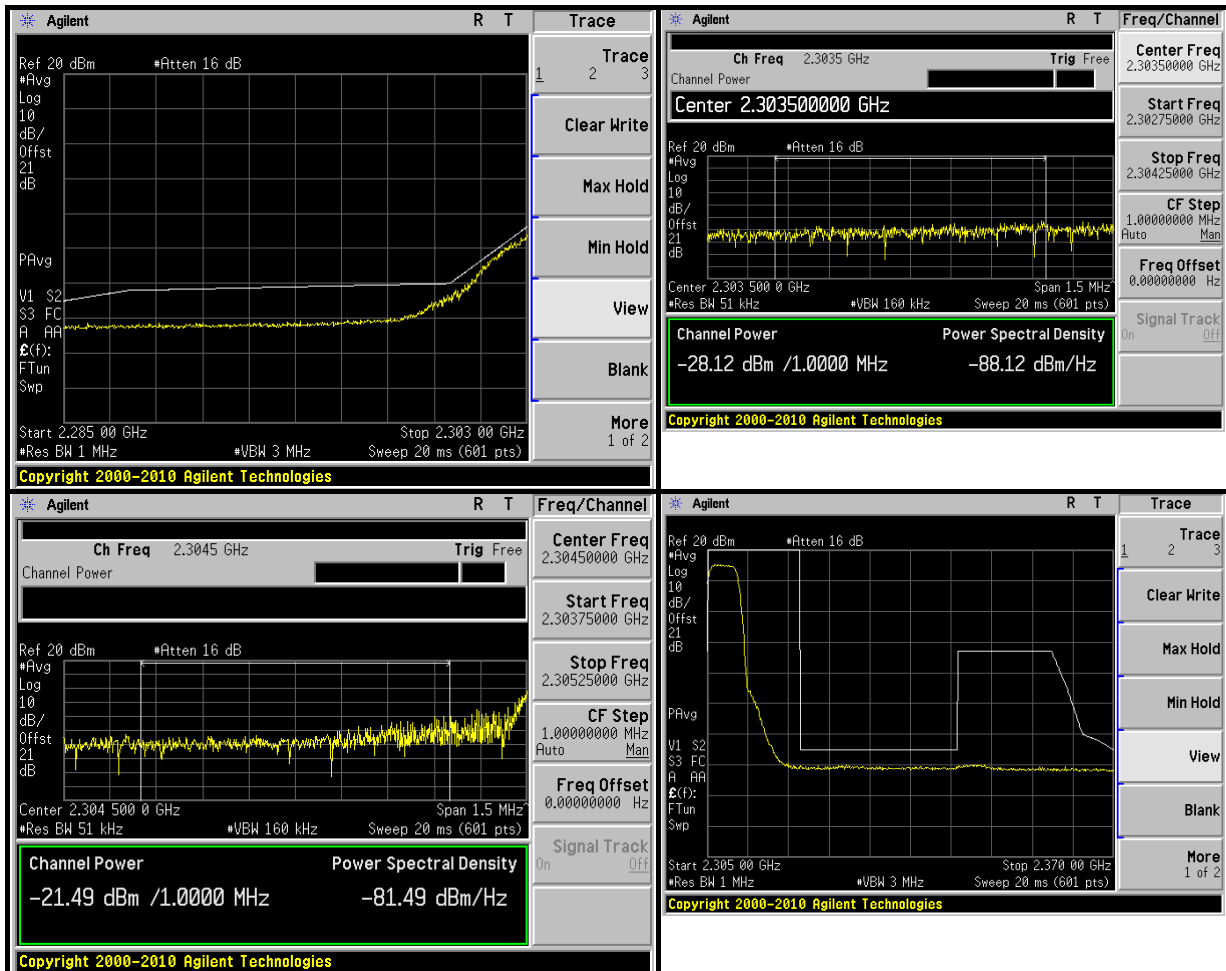 Agilent R T Trace
Ref 20 dBm #Atten 16 dB
#Avg
Log
10
dB/
Offst
21
dB
PAvg
V1 S2
S3 FC
A AA
£(f):
FTun
Swp
Start 2.285 00 GHz Stop 2.303 00 GHz
#Res BW 1 MHz #VBW 3 MHz Sweep 20 ms (601 pts)
Trace
1 2 3
Clear Write
Max Hold
Min Hold
View
Blank
More
1 of 2
Copyright 2000-2010 Agilent Technologies
Agilent R T Freq/Channel
Ch Freq 2.3035 GHz Trig Free
Channel Power
Center 2.303500000 GHz
Ref 20 dBm #Atten 16 dB
#Avg
Log
10
dB/
Offst
21
dB
Center 2.303 500 0 GHz Span 1.5 MHz^
#Res BW 51 kHz #VBW 160 kHz Sweep 20 ms (601 pts)
Channel Power Power Spectral Density
-28.12 dBm /1.0000 MHz -88.12 dBm/Hz
Center Freq
2.30350000 GHz
Start Freq
2.30275000 GHz
Stop Freq
2.30425000 GHz
CF Step
1.00000000 MHz
Auto Man
Freq Offset
0.00000000 Hz
Signal Track
On Off
Copyright 2000-2010 Agilent Technologies
Agilent R T Freq/Channel
Ch Freq 2.3045 GHz Trig Free
Channel Power
Ref 20 dBm #Atten 16 dB
#Avg
Log
10
dB/
Offst
21
dB
Center 2.304 500 0 GHz Span 1.5 MHz^
#Res BW 51 kHz #VBW 160 kHz Sweep 20 ms (601 pts)
Channel Power Power Spectral Density
-21.49 dBm /1.0000 MHz -81.49 dBm/Hz
Center Freq
2.30450000 GHz
Start Freq
2.30375000 GHz
Stop Freq
2.30525000 GHz
CF Step
1.00000000 MHz
Auto Man
Freq Offset
0.00000000 Hz
Signal Track
On Off
Copyright 2000-2010 Agilent Technologies
Agilent R T Trace
Ref 20 dBm #Atten 16 dB
#Avg
Log
10
dB/
Offst
21
dB
PAvg
V1 S2
S3 FC
A AA
£(f):
FTun
Swp
Start 2.305 00 GHz Stop 2.370 00 GHz
#Res BW 1 MHz #VBW 3 MHz Sweep 20 ms (601 pts)
Trace
1 2 3
Clear Write
Max Hold
Min Hold
View
Blank
More
1 of 2
Copyright 2000-2010 Agilent Technologies